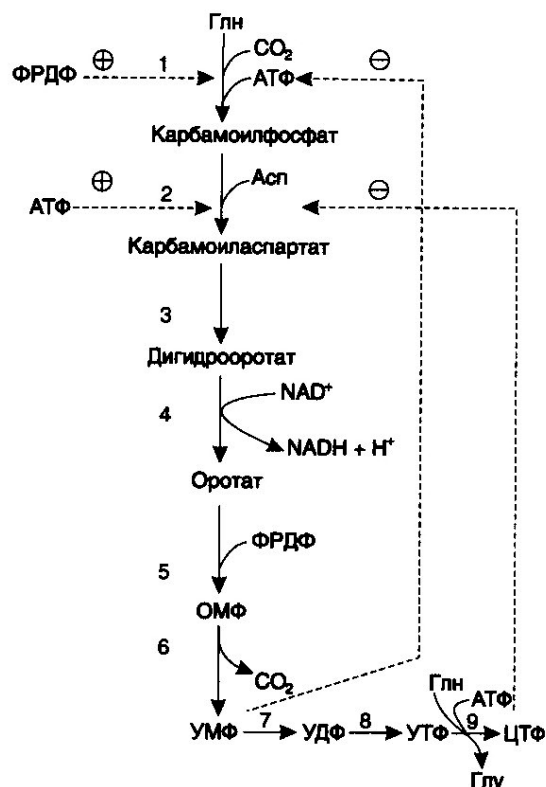 Глн
CO₂
ФРДФ ⊕ 1 АТФ ⊖
Карбамоилфосфат
АТФ ⊕ 2 Асп ⊖
Карбамоиласпартат
3
Дигидрооротат
4 NAD⁺
NADH + H⁺
Оротат
ФРДФ
5
ОМФ
6
CO₂
Глн
АТФ
УМФ 7 УДФ 8 УТФ 9 ЦТФ
Глу